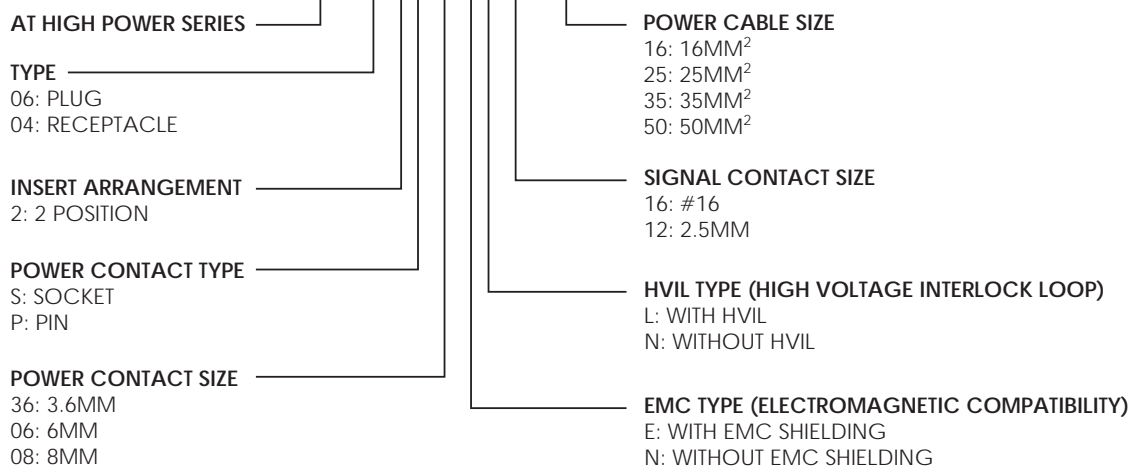 AT HIGH POWER SERIES
TYPE
06: PLUG
04: RECEPTACLE
INSERT ARRANGEMENT
2: 2 POSITION
POWER CONTACT TYPE
S: SOCKET
P: PIN
POWER CONTACT SIZE
36: 3.6MM
06: 6MM
08: 8MM
POWER CABLE SIZE
16: 16MM²
25: 25MM²
35: 35MM²
50: 50MM²
SIGNAL CONTACT SIZE
16: #16
12: 2.5MM
HVIL TYPE (HIGH VOLTAGE INTERLOCK LOOP)
L: WITH HVIL
N: WITHOUT HVIL
EMC TYPE (ELECTROMAGNETIC COMPATIBILITY)
E: WITH EMC SHIELDING
N: WITHOUT EMC SHIELDING